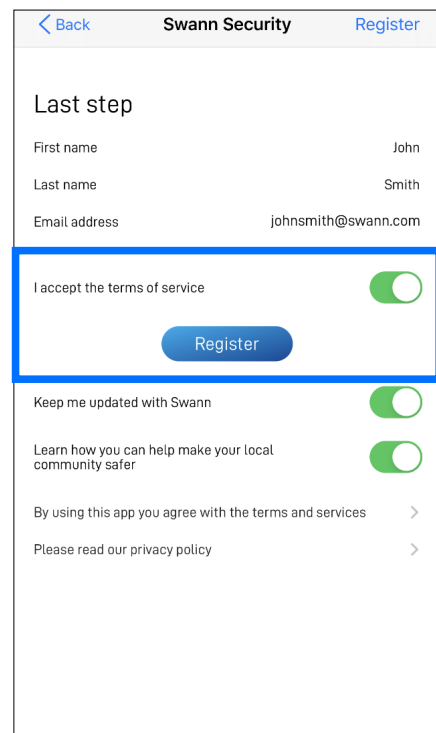 Back Swann Security Register
Last step
First name John
Last name Smith
Email address johnsmith@swann.com
I accept the terms of service
Register
Keep me updated with Swann
Learn how you can help make your local
community safer
By using this app you agree with the terms and services
Please read our privacy policy